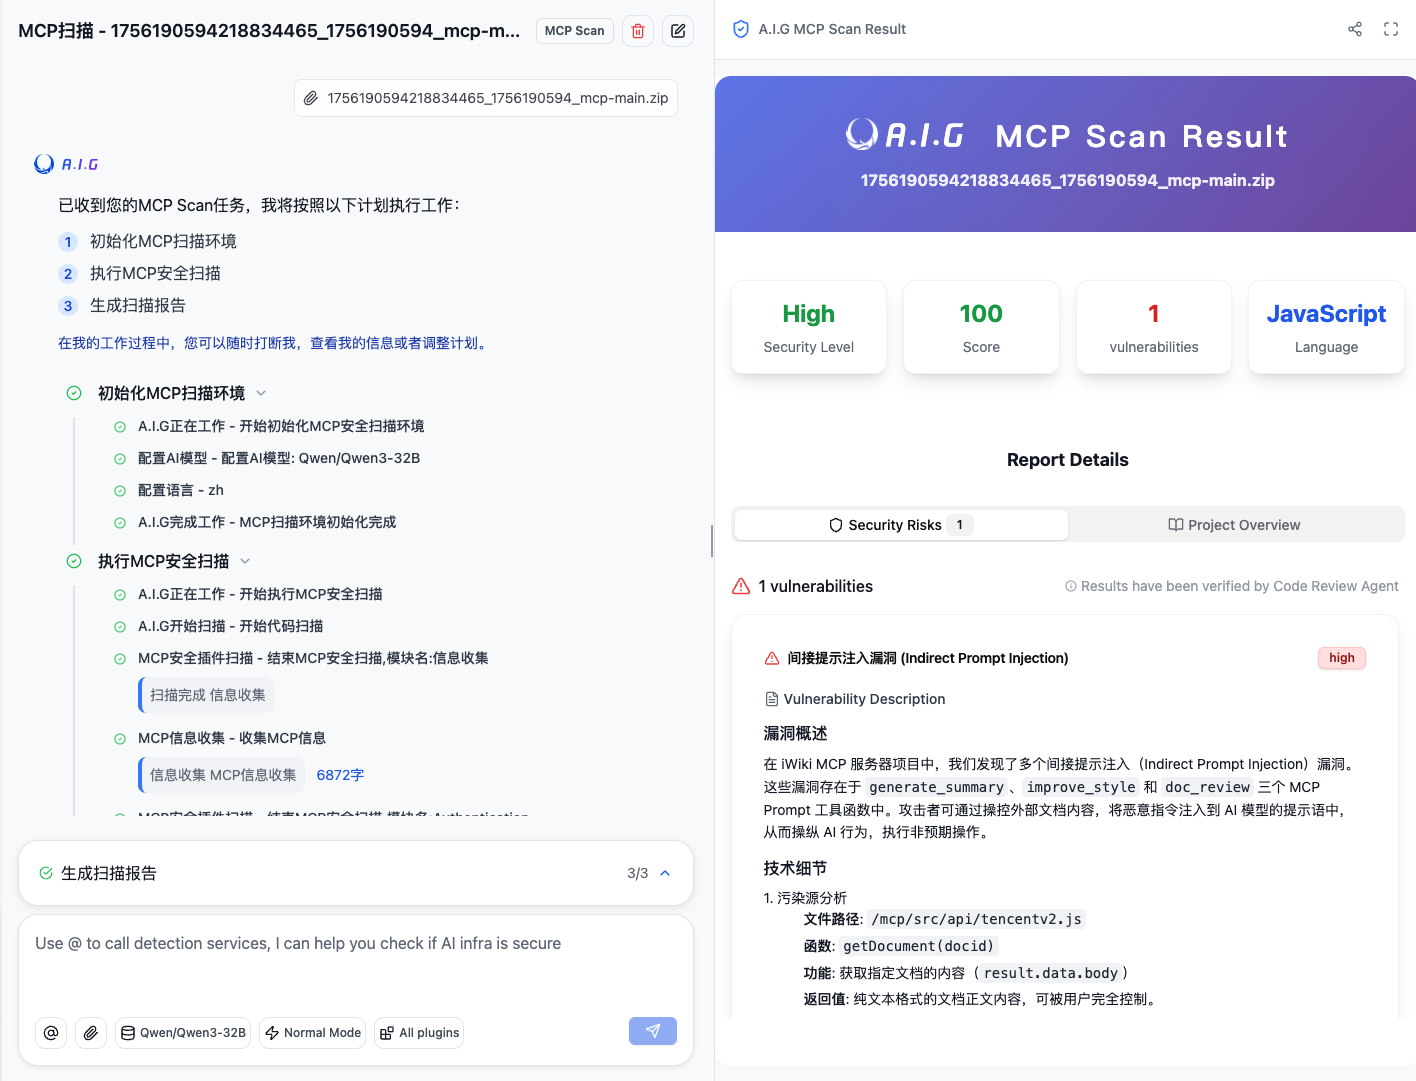 MCP扫描 - 1756190594218834465_1756190594_mcp-m...
MCP Scan
1756190594218834465_1756190594_mcp-main.zip
A.I.G
已收到您的MCP Scan任务，我将按照以下计划执行工作：
1 初始化MCP扫描环境
2 执行MCP安全扫描
3 生成扫描报告
在我的工作过程中，您可以随时打断我，查看我的信息或者调整计划。
初始化MCP扫描环境
A.I.G正在工作 - 开始初始化MCP安全扫描环境
配置AI模型 - 配置AI模型: Qwen/Qwen3-32B
配置语言 - zh
A.I.G完成工作 - MCP扫描环境初始化完成
执行MCP安全扫描
A.I.G正在工作 - 开始执行MCP安全扫描
A.I.G开始扫描 - 开始代码扫描
MCP安全插件扫描 - 结束MCP安全扫描,模块名:信息收集
扫描完成 信息收集
MCP信息收集 - 收集MCP信息
信息收集 MCP信息收集 6872字
MCP安全插件扫描 - 结束MCP安全扫描,模块名:Authentication
生成扫描报告
3/3
Use @ to call detection services, I can help you check if AI infra is secure
Qwen/Qwen3-32B
Normal Mode
All plugins
A.I.G MCP Scan Result
A.I.G MCP Scan Result
1756190594218834465_1756190594_mcp-main.zip
High
Security Level
100
Score
1
vulnerabilities
JavaScript
Language
Report Details
Security Risks 1
Project Overview
1 vulnerabilities
Results have been verified by Code Review Agent
间接提示注入漏洞 (Indirect Prompt Injection)
high
Vulnerability Description
漏洞概述
在 iWiki MCP 服务器项目中，我们发现了多个间接提示注入（Indirect Prompt Injection）漏洞。
这些漏洞存在于 generate_summary 、improve_style 和 doc_review 三个 MCP
Prompt 工具函数中。攻击者可通过操控外部文档内容，将恶意指令注入到 AI 模型的提示语中，
从而操纵 AI 行为，执行非预期操作。
技术细节
1. 污染源分析
文件路径: /mcp/src/api/tencentv2.js
函数: getDocument(docid)
功能: 获取指定文档的内容（ result.data.body ）
返回值: 纯文本格式的文档正文内容，可被用户完全控制。